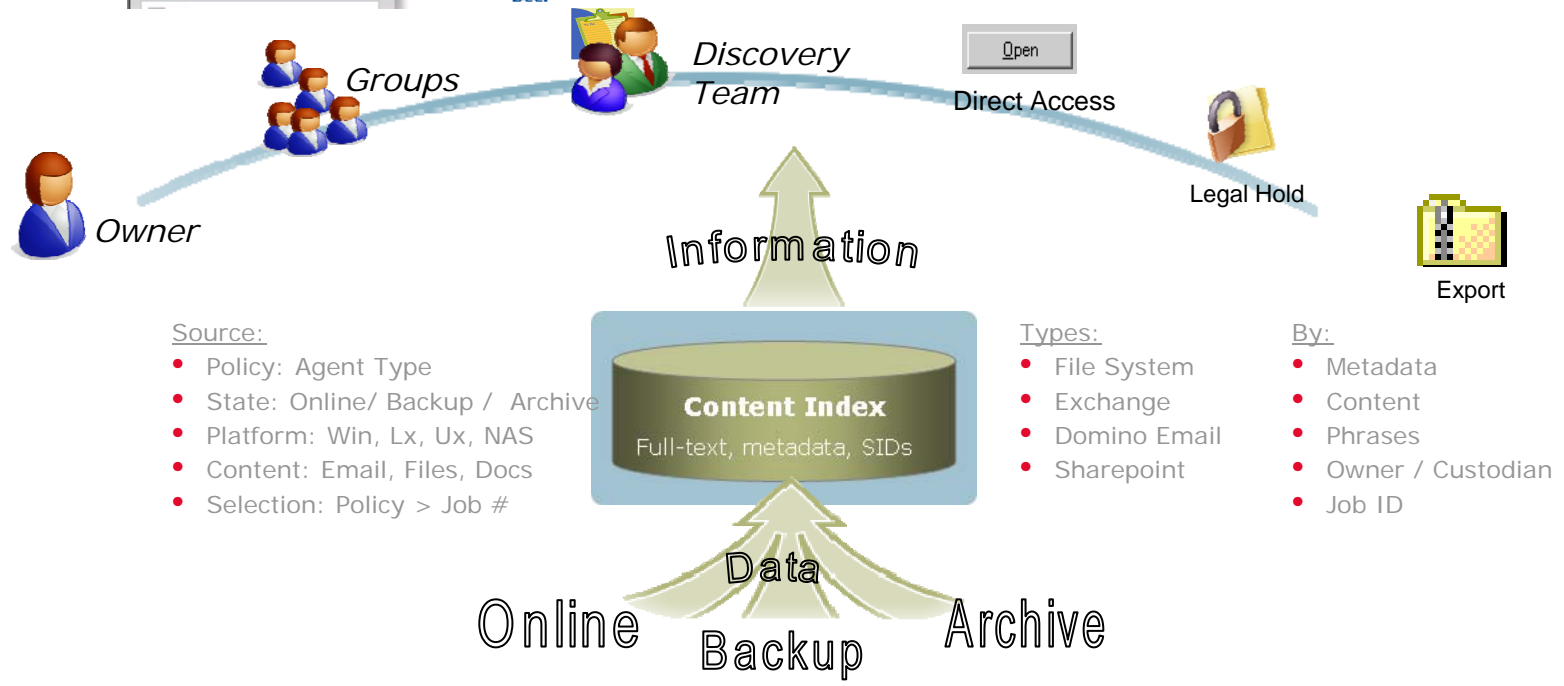 Groups
Discovery
Team
Open
Direct Access
Legal Hold
Owner
Export
Information
Source:
• Policy: Agent Type
• State: Online/ Backup / Archive
• Platform: Win, Lx, Ux, NAS
• Content: Email, Files, Docs
• Selection: Policy > Job #
Content Index
Full-text, metadata, SIDs
Types:
• File System
• Exchange
• Domino Email
• Sharepoint
By:
• Metadata
• Content
• Phrases
• Owner / Custodian
• Job ID
Data
Online
Backup
Archive